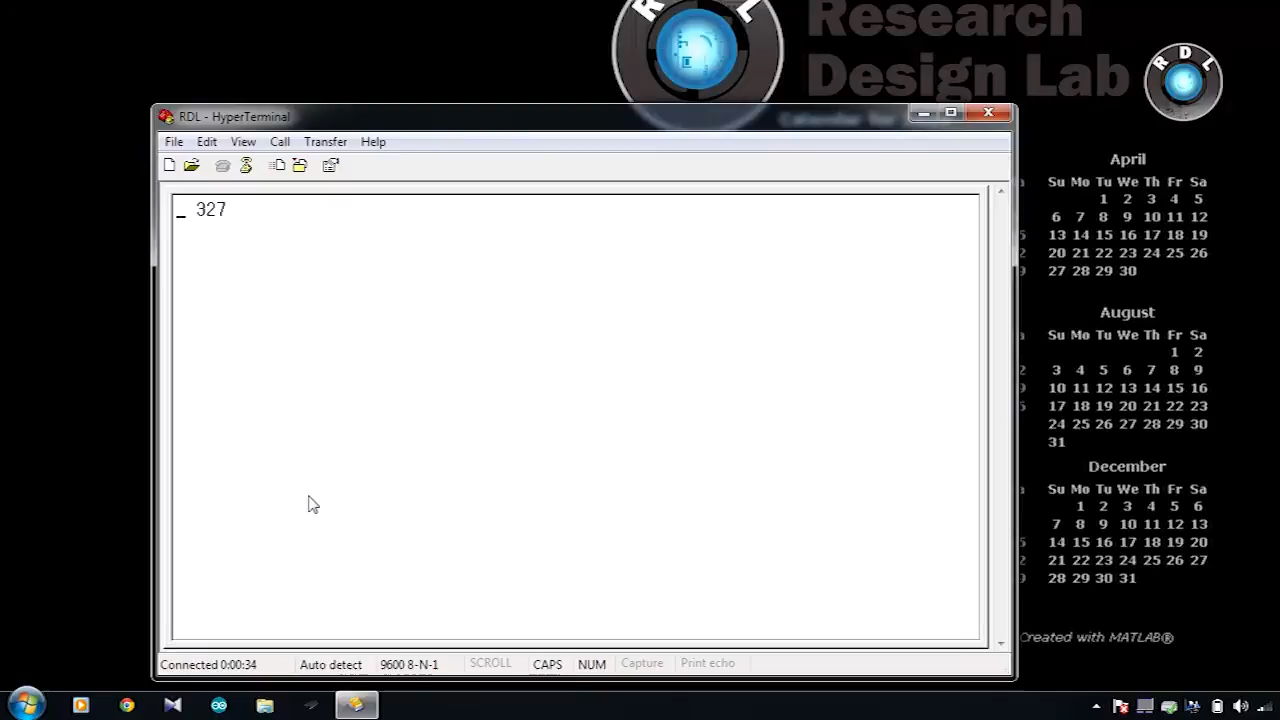 RDL
Research
Design Lab
RDL
RDL - HyperTerminal
File Edit View Call Transfer Help
_ 327
April
Su Mo Tu We Th Fr Sa
1 2 3 4 5
6 7 8 9 10 11 12
13 14 15 16 17 18 19
20 21 22 23 24 25 26
27 28 29 30
August
Su Mo Tu We Th Fr Sa
1 2
3 4 5 6 7 8 9
10 11 12 13 14 15 16
17 18 19 20 21 22 23
24 25 26 27 28 29 30
31
December
Su Mo Tu We Th Fr Sa
1 2 3 4 5 6
7 8 9 10 11 12 13
14 15 16 17 18 19 20
21 22 23 24 25 26 27
28 29 30 31
Created with MATLAB®
Connected 0:00:34 Auto detect 9600 8-N-1 SCROLL CAPS NUM Capture Print echo